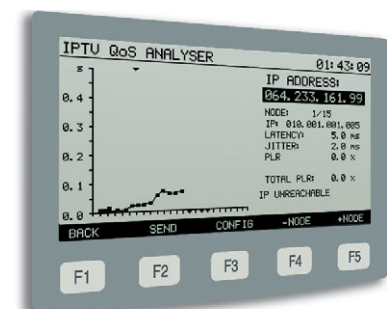 IPTV QoS ANALYSER
01:43:09
s
0.4
0.3
0.2
0.1
0.0
IP ADDRESS:
064.233.161.99
NODE: 1/15
IP: 010.001.001.005
LATENCY: 5.0 ms
JITTER: 2.0 ms
PLR 0.0 %
TOTAL PLR: 0.0 %
IP UNREACHABLE
BACK SEND CONFIG -NODE +NODE
F1 F2 F3 F4 F5